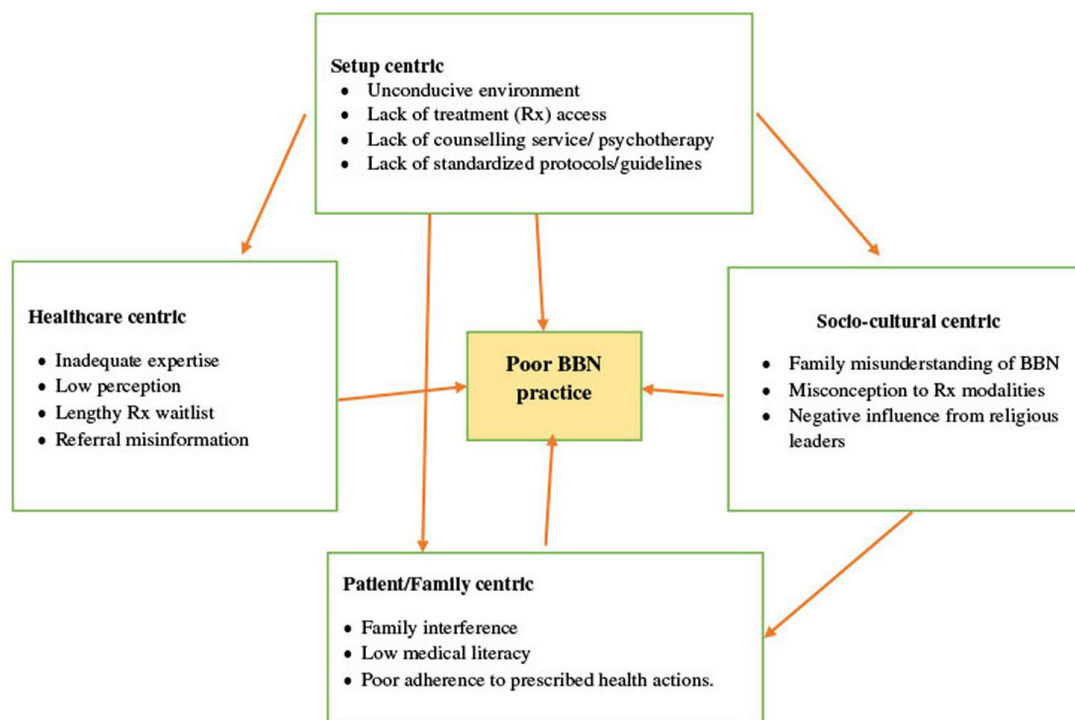 Setup centric
• Unconducive environment
• Lack of treatment (Rx) access
• Lack of counselling service/ psychotherapy
• Lack of standardized protocols/guidelines
Healthcare centric
• Inadequate expertise
• Low perception
• Lengthy Rx waitlist
• Referral misinformation
Poor BBN
practice
Socio-cultural centric
• Family misunderstanding of BBN
• Misconception to Rx modalities
• Negative influence from religious
leaders
Patient/Family centric
• Family interference
• Low medical literacy
• Poor adherence to prescribed health actions.